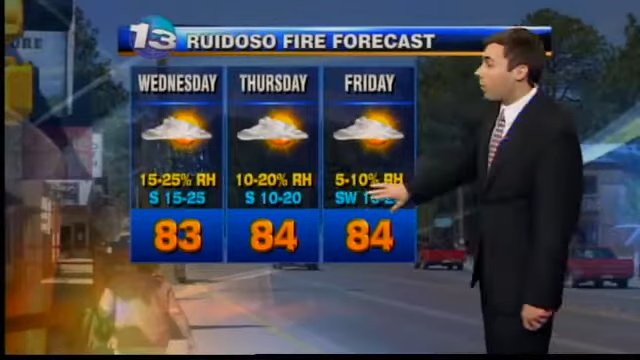 13 RUIDOSO FIRE FORECAST
WEDNESDAY THURSDAY FRIDAY
15-25% RH 10-20% RH 5-10% RH
S 15-25 S 10-20 SW
83 84 84